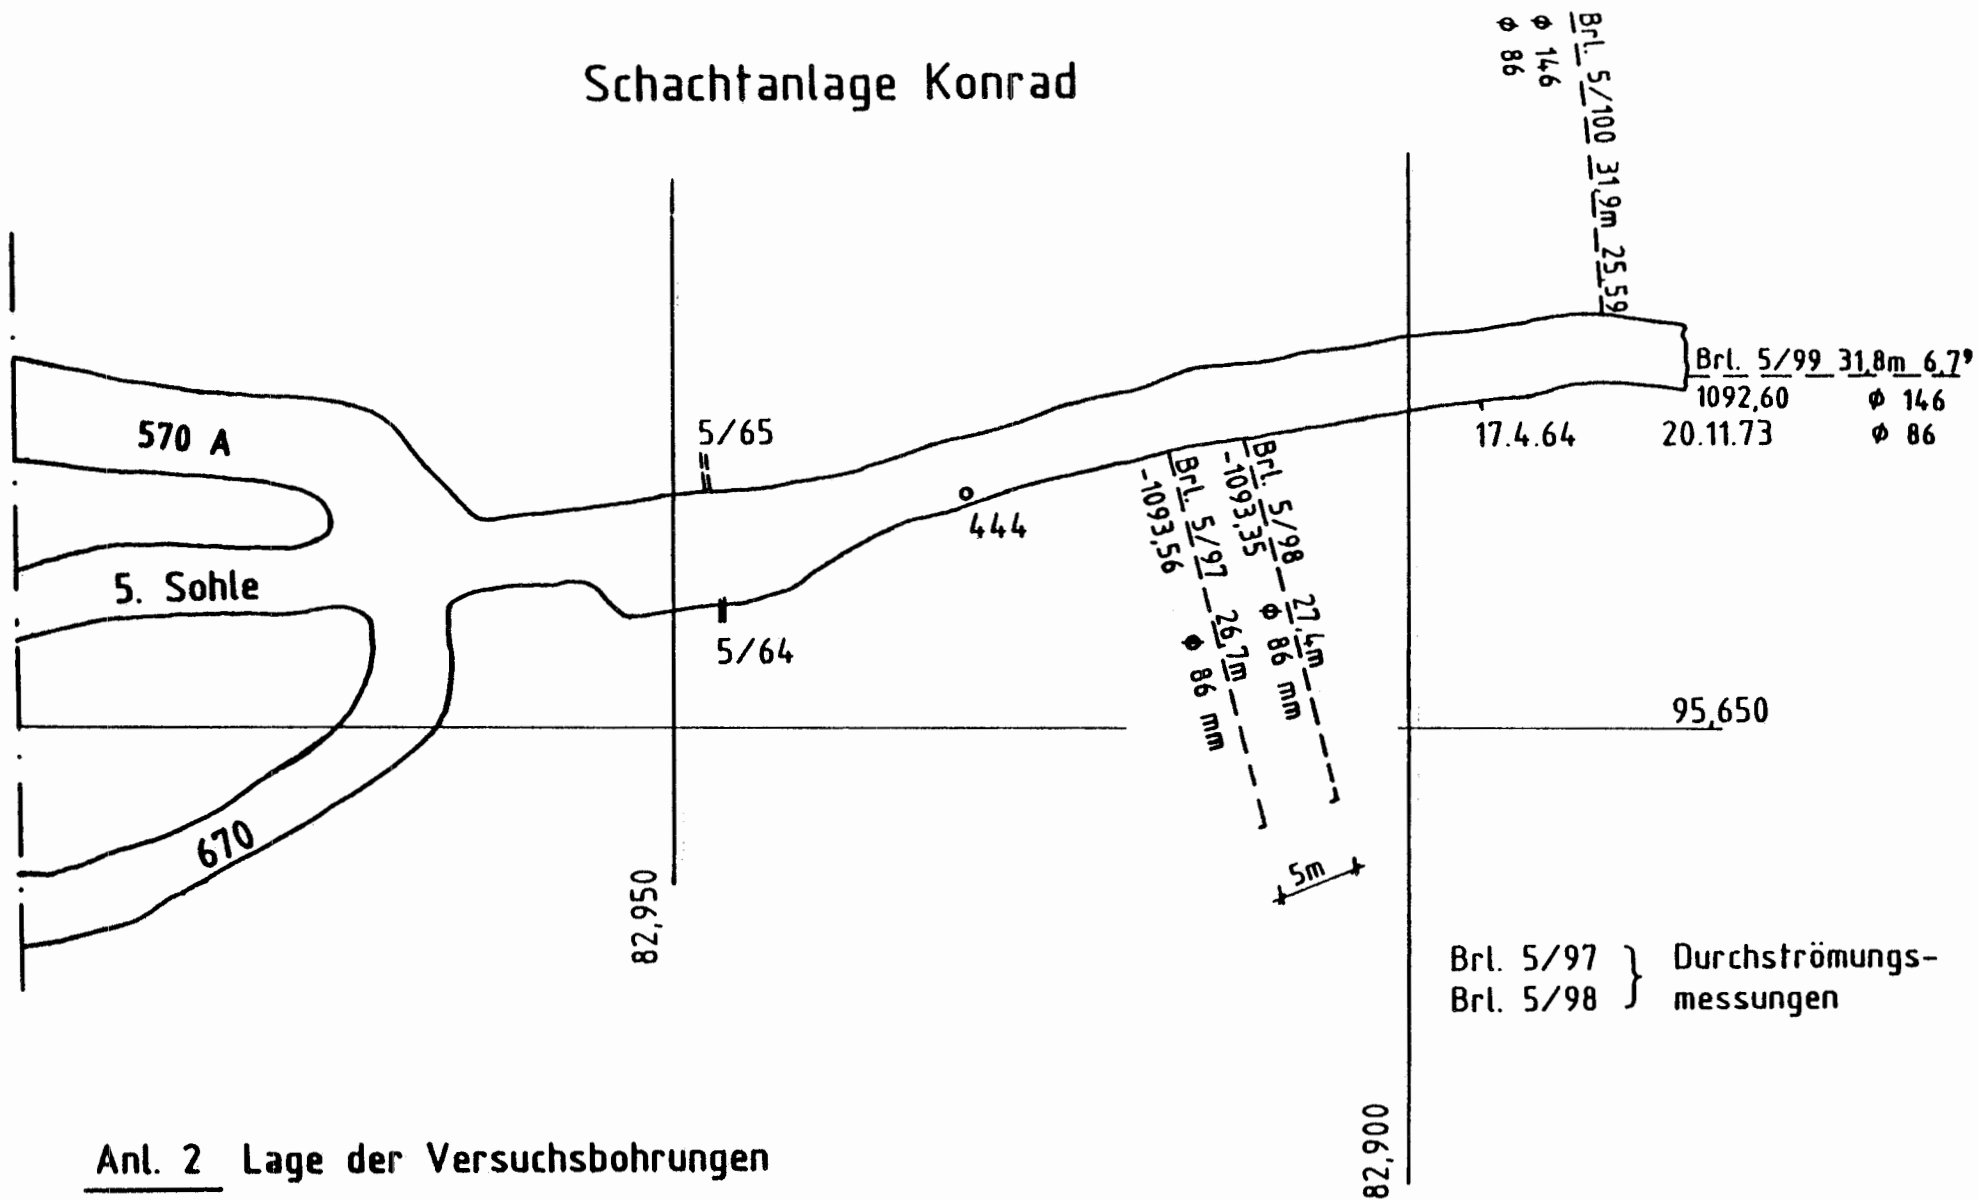 Schachtanlage Konrad
Brl. 5/100 31,9m 25,59
ϕ 146
ϕ 86
Brl. 5/99 31,8m 6,7°
1092,60 ϕ 146
17.4.64 20.11.73 ϕ 86
570 A
5/65
444
5. Sohle
5/64
Brl. 5/97 26,7m
-1093,56
ϕ 86 mm
Brl. 5/98 27,4m
-1093,35
ϕ 86 mm
95,650
670
5m
82,950
Brl. 5/97 } Durchströmungs-
Brl. 5/98 } messungen
82,900
Anl. 2 Lage der Versuchsbohrungen